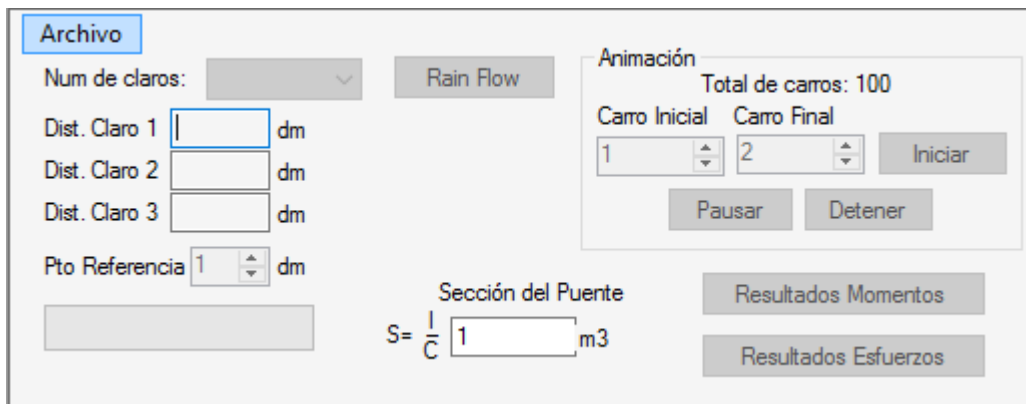 Archivo
Num de claros:
Rain Flow
Dist. Claro 1 dm
Dist. Claro 2 dm
Dist. Claro 3 dm
Pto Referencia 1 dm
Sección del Puente
S= I/C 1 m3
Animación
Total de carros: 100
Carro Inicial Carro Final
1 2 Iniciar
Pausar Detener
Resultados Momentos
Resultados Esfuerzos